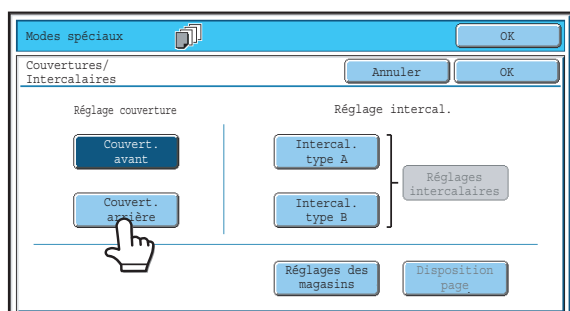 Modes spéciaux
OK
Couvertures/
Intercalaires
Annuler
OK
Réglage couverture
Réglage intercal.
Couvert.
avant
Intercal.
type A
Réglages
intercalaires
Couvert.
arrière
Intercal.
type B
Réglages des
magasins
Disposition
page